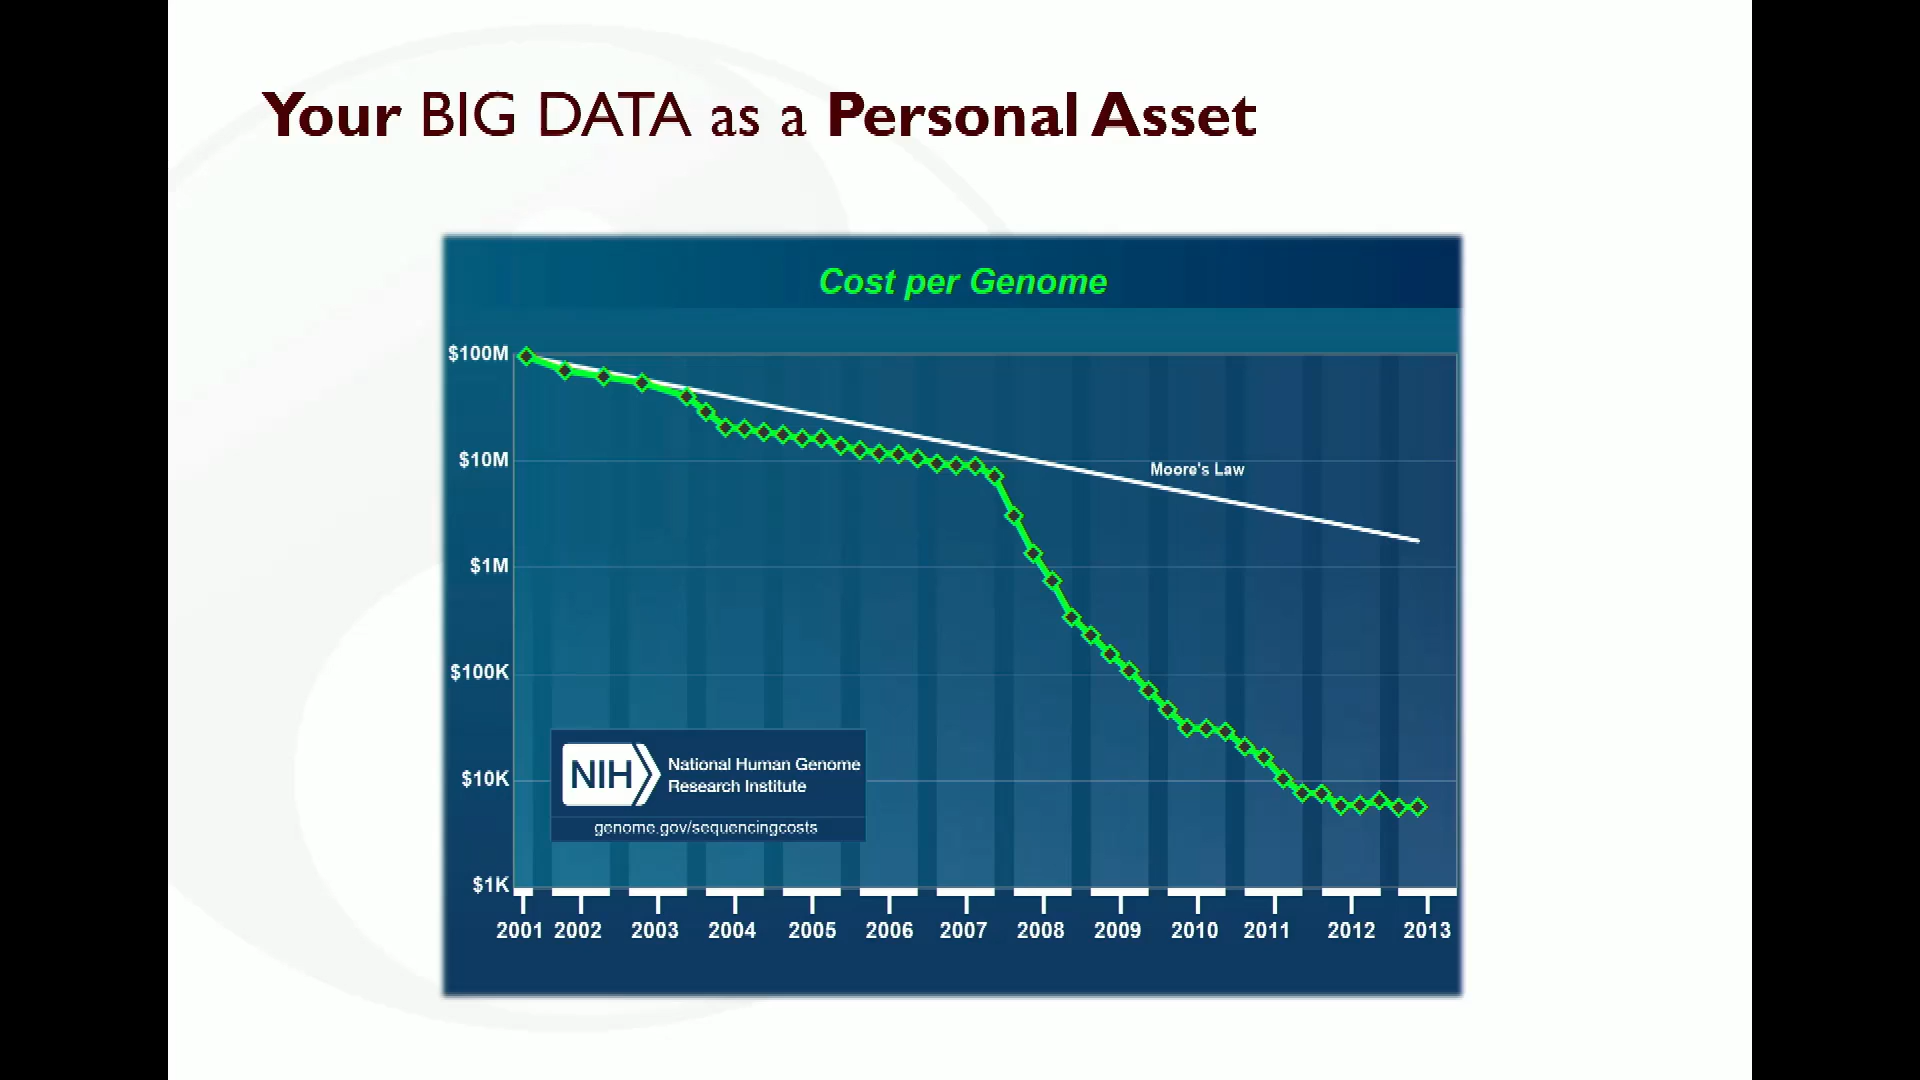 Your BIG DATA as a Personal Asset
Cost per Genome
$100M
$10M
$1M
$100K
$10K
$1K
Moore's Law
NIH
National Human Genome
Research Institute
genome.gov/sequencingcosts
2001 2002 2003 2004 2005 2006 2007 2008 2009 2010 2011 2012 2013